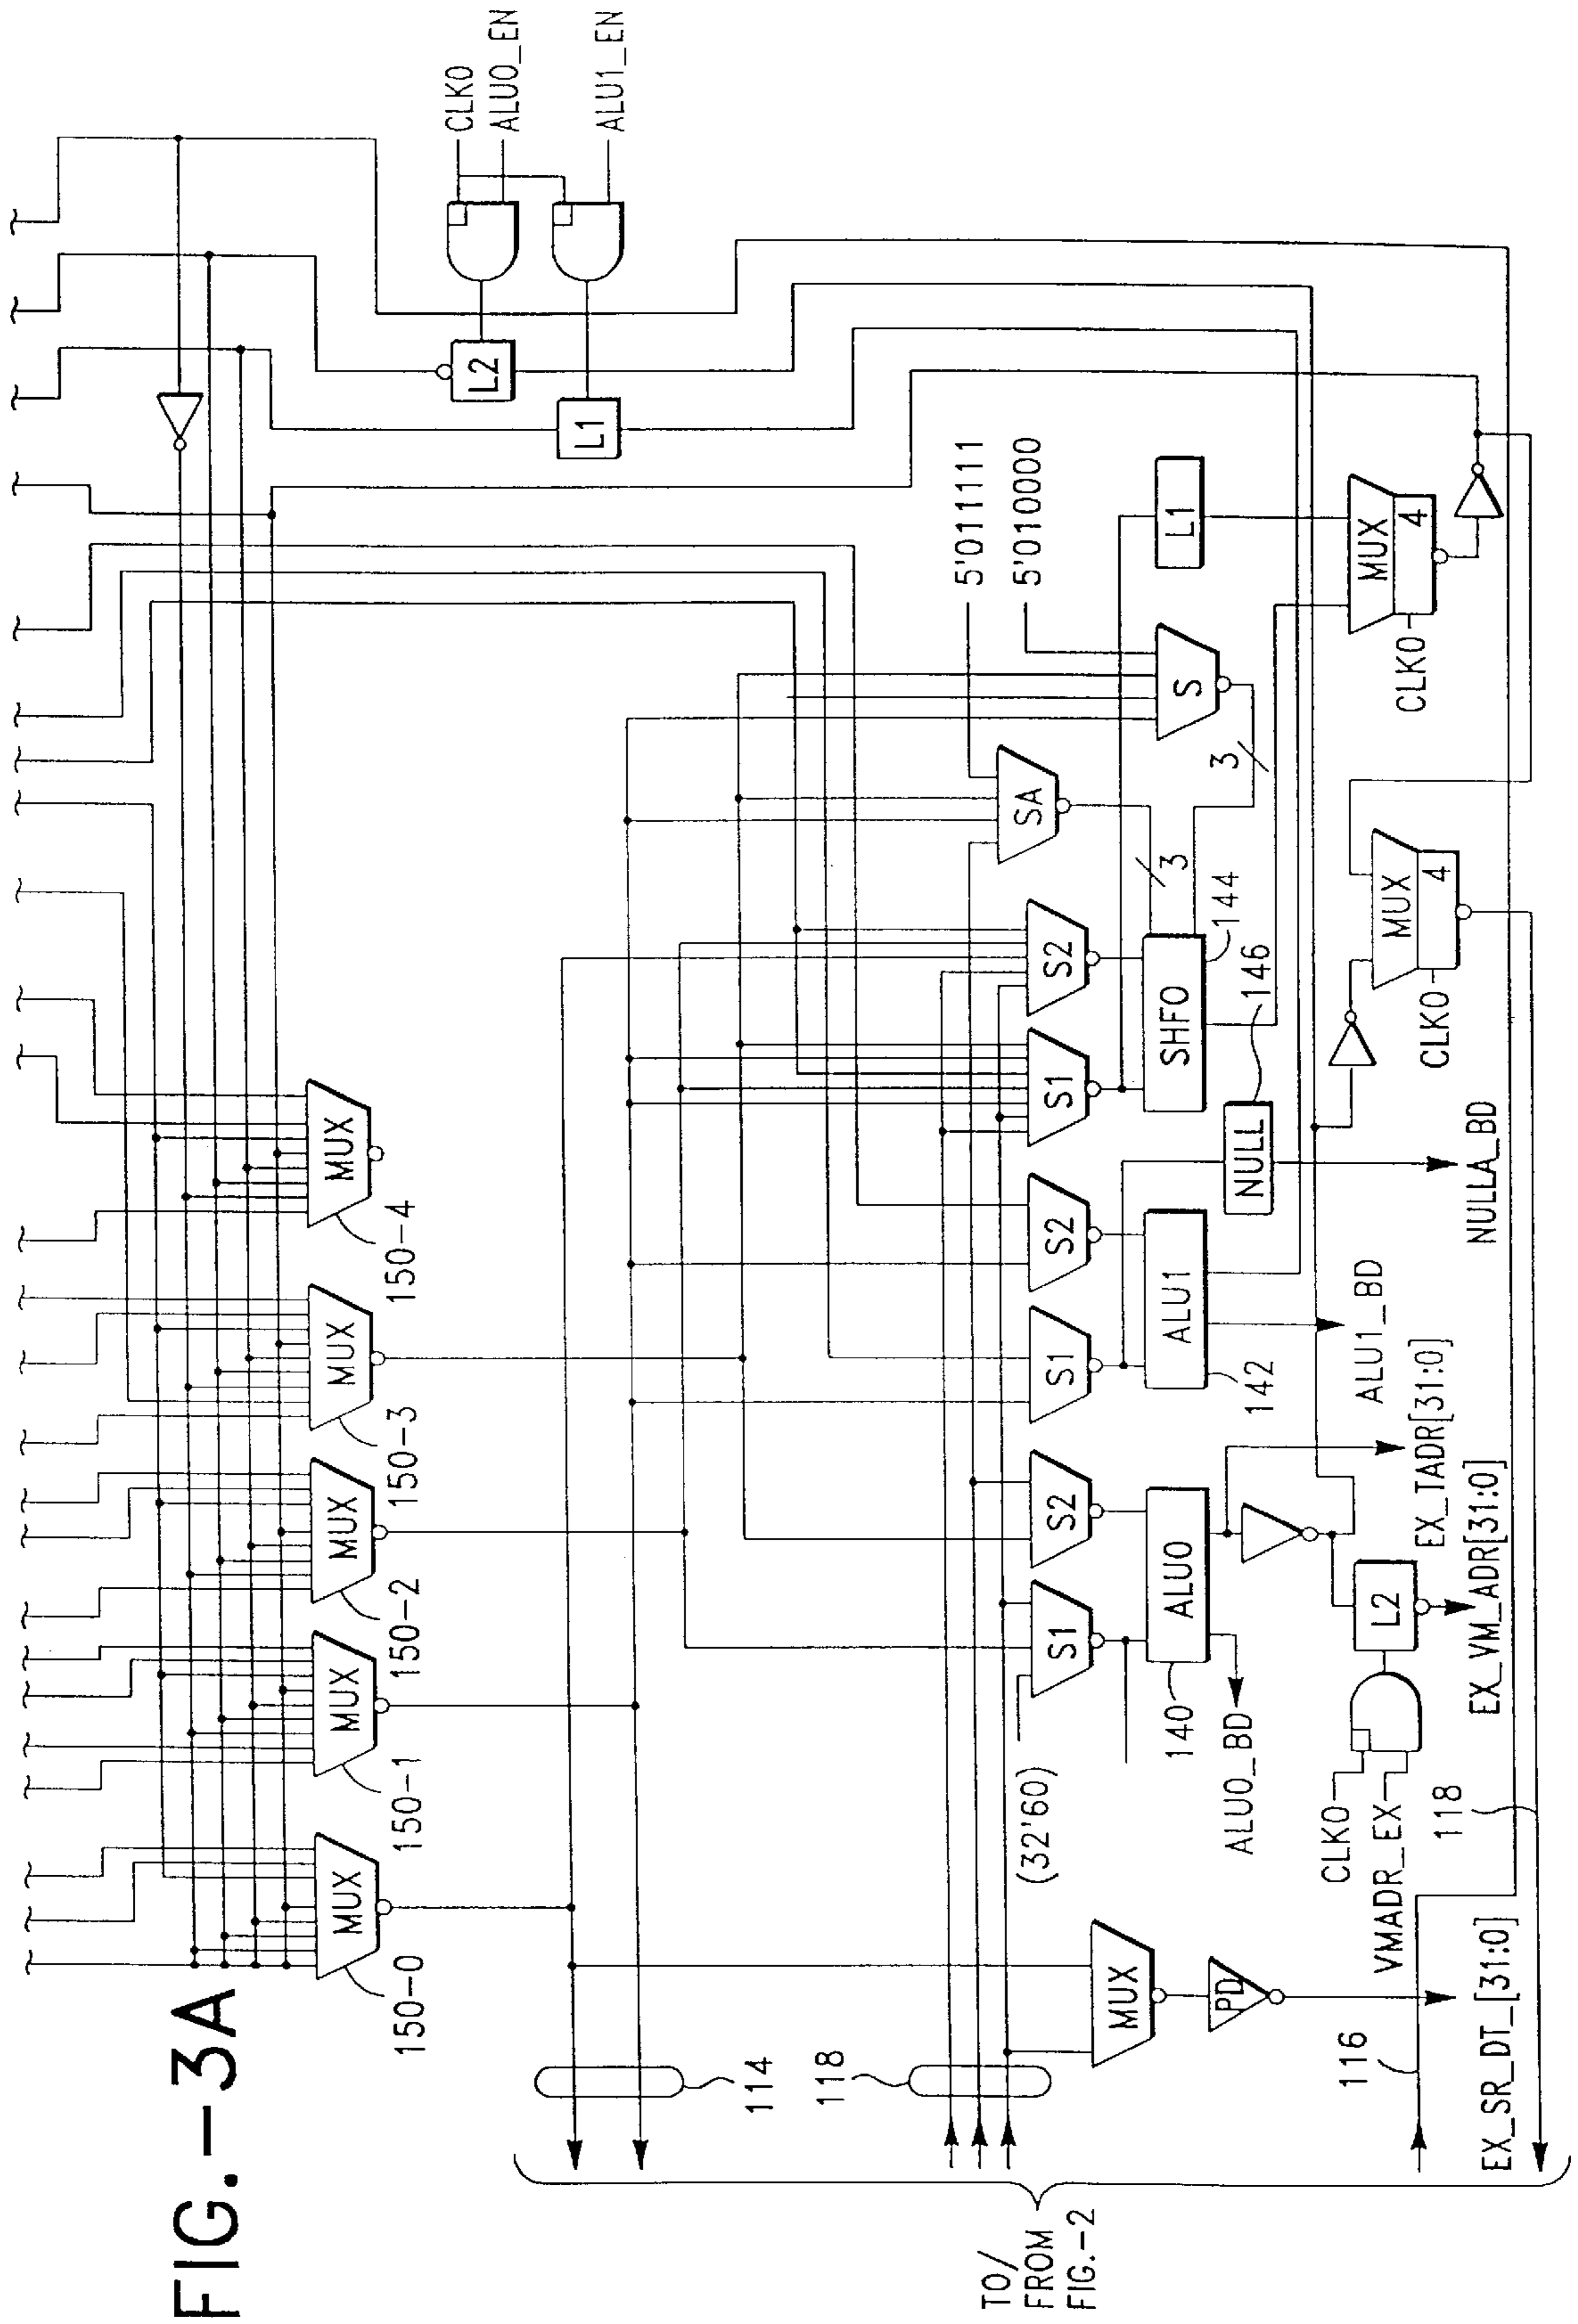 FIG.-3A
150-0
MUX
150-1
MUX
150-2
MUX
150-3
MUX
150-4
MUX
CLK0
ALU0_EN
ALU1_EN
L2
L1
114
118
TO/
FROM
FIG.-2
MUX
PD
EX_SR_DT_[31:0]
116
(32'60)
S1
S2
ALU0
140
ALU0_BD
CLK0
VMADR_EX
L2
EX_VM_ADR[31:0]
EX_TADR[31:0]
118
S1
S2
ALU1
142
ALU1_BD
NULL
146
NULLA_BD
S1
S2
SHF0
144
SA
3
5'011111
5'010000
S
3
L1
MUX
4
CLK0
MUX
4
CLK0